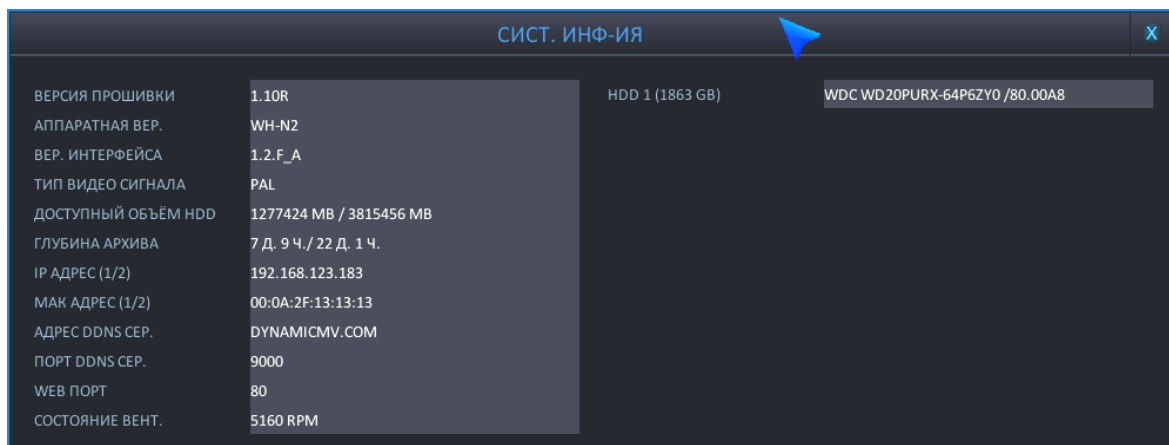 СИСТ. ИНФ-ИЯ
X
ВЕРСИЯ ПРОШИВКИ 1.10R
АППАРАТНАЯ ВЕР. WH-N2
ВЕР. ИНТЕРФЕЙСА 1.2.F_A
ТИП ВИДЕО СИГНАЛА PAL
ДОСТУПНЫЙ ОБЪЁМ HDD 1277424 MB / 3815456 MB
ГЛУБИНА АРХИВА 7 Д. 9 Ч./ 22 Д. 1 Ч.
IP АДРЕС (1/2) 192.168.123.183
МАК АДРЕС (1/2) 00:0A:2F:13:13:13
АДРЕС DDNS СЕР. DYNAMICMV.COM
ПОРТ DDNS СЕР. 9000
WEB ПОРТ 80
СОСТОЯНИЕ ВЕНТ. 5160 RPM
HDD 1 (1863 GB) WDC WD20PURX-64P6ZY0 /80.00A8